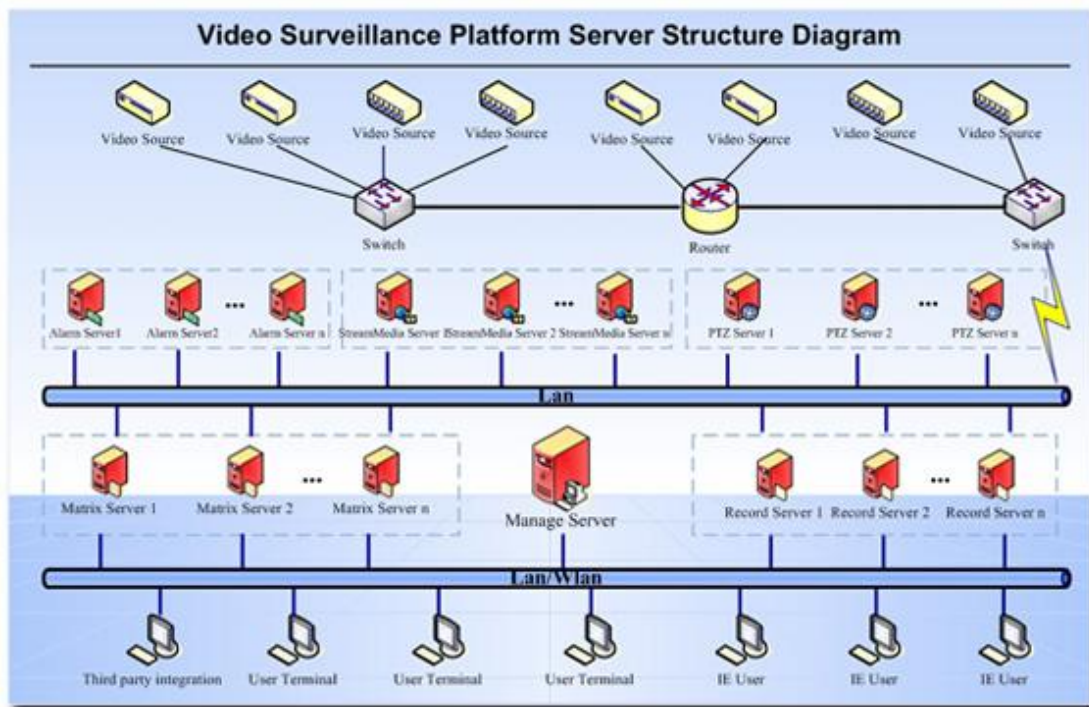 Video Surveillance Platform Server Structure Diagram
Video Source Video Source Video Source Video Source Video Source Video Source Video Source Video Source
Switch Router Switch
Alarm Server1 Alarm Server2 ... Alarm Server n StreamMedia Server 1 StreamMedia Server 2 ... StreamMedia Server n PTZ Server 1 PTZ Server 2 ... PTZ Server n
Lan
Matrix Server 1 Matrix Server 2 ... Matrix Server n Manage Server Record Server 1 Record Server 2 ... Record Server n
Lan/Wlan
Third party integration User Terminal User Terminal User Terminal IE User IE User IE User